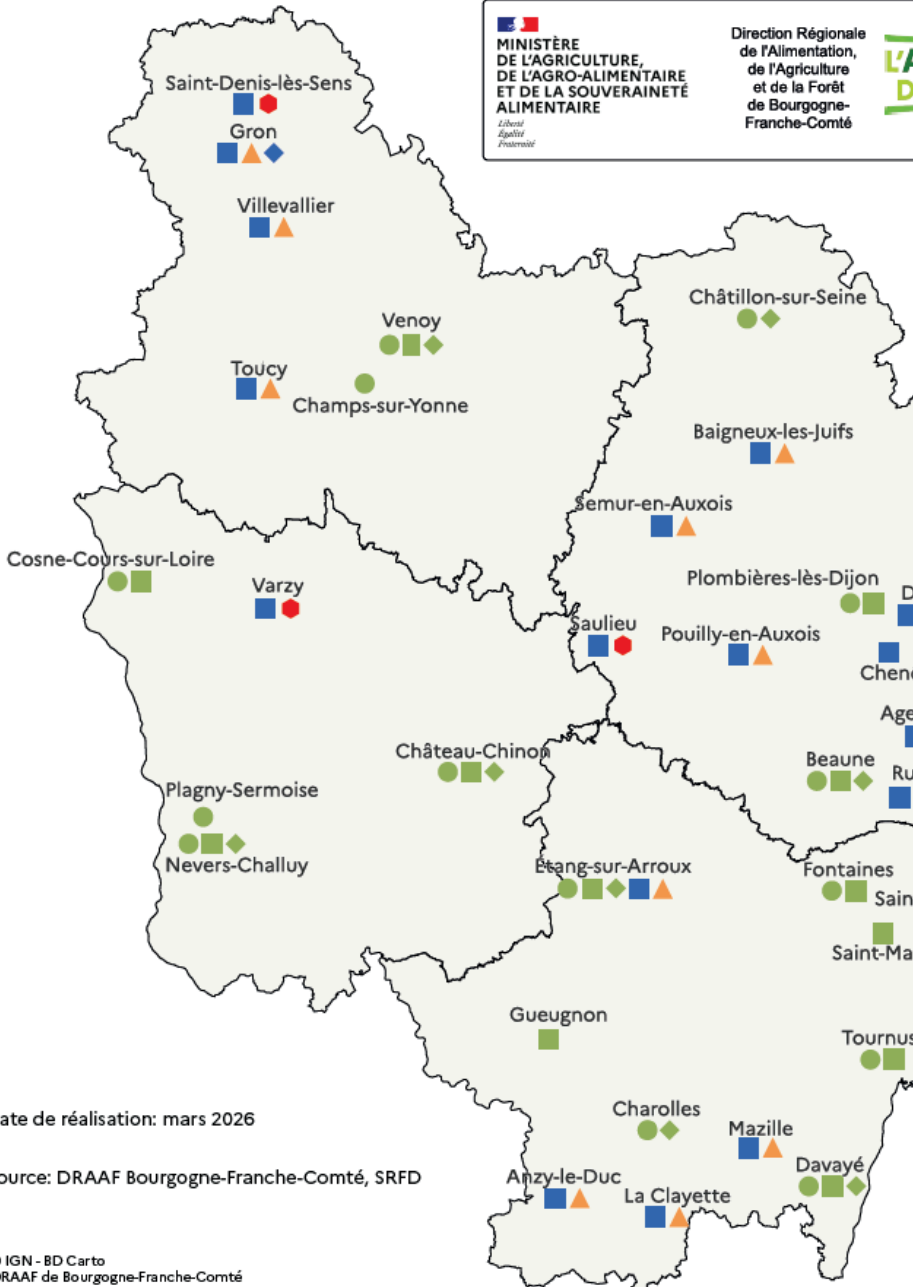 MINISTÈRE
DE L'AGRICULTURE,
DE L'AGRO-ALIMENTAIRE
ET DE LA SOUVERAINETÉ
ALIMENTAIRE
Liberté
Égalité
Fraternité
Direction Régionale
de l'Alimentation,
de l'Agriculture
et de la Forêt
de Bourgogne-
Franche-Comté
Saint-Denis-lès-Sens
Gron
Villevallier
Châtillon-sur-Seine
Venoy
Toucy
Champs-sur-Yonne
Baigneux-les-Juifs
Semur-en-Auxois
Cosne-Cours-sur-Loire
Varzy
Plombières-lès-Dijon
Saulieu
Pouilly-en-Auxois
Château-Chinon
Beaune
Plagny-Sermoise
Nevers-Challuy
Étang-sur-Arroux
Fontaines
Gueugnon
Tournus
Charolles
Mazille
Davayé
Anzy-le-Duc
La Clayette
ate de réalisation: mars 2026
ource: DRAAF Bourgogne-Franche-Comté, SRFD
IGN - BD Carto
RAAF de Bourgogne-Franche-Comté